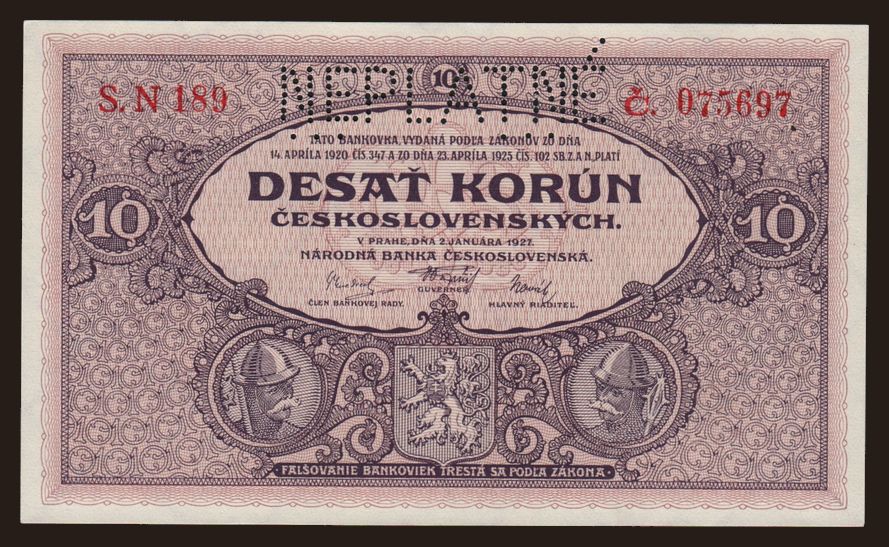 NEPLATNÉ
10
S. N 189 Č. 075697
TATO BANKOVKA, VYDANÁ PODĽA ZÁKONOV ZO DŇA
14. APRÍLA 1920 ČÍS. 347 A ZO DŇA 23. APRÍLA 1925 ČÍS. 102 SB. Z. A N., PLATÍ
DESAŤ KORÚN
ČESKOSLOVENSKÝCH.
10 10
V PRAHE, DŇA 2. JANUÁRA 1927.
NÁRODNÁ BANKA ČESKOSLOVENSKÁ.
GUVERNER.
ČLEN BANKOVEJ RADY. HLAVNÝ RIADITEĽ.
FALŠOVANIE BANKOVIEK TRESTÁ SA PODĽA ZÁKONA